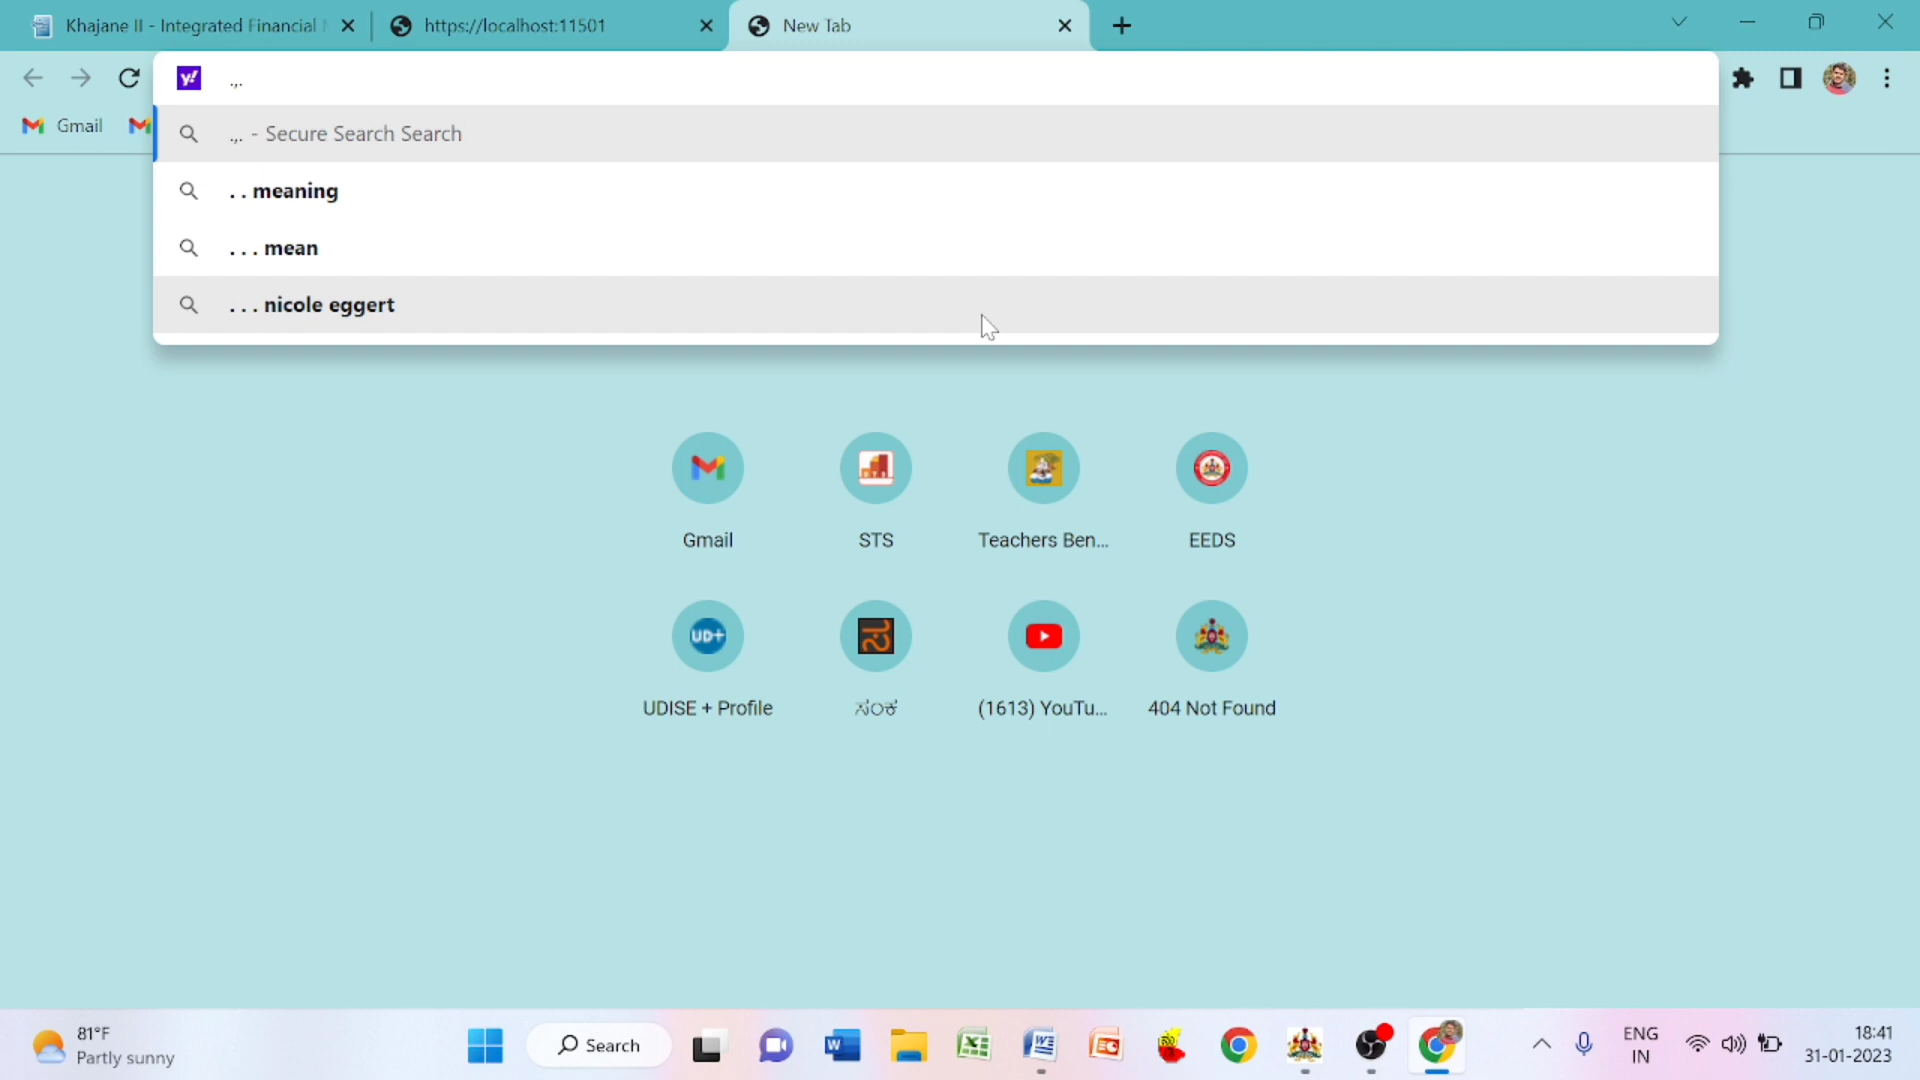 Khajane II - Integrated Financial
https://localhost:11501
New Tab
.,.
Gmail
.,. - Secure Search Search
. . meaning
. . . mean
. . . nicole eggert
Gmail
STS
Teachers Ben...
EEDS
UDISE + Profile
ಸಂಕ
(1613) YouTu...
404 Not Found
81°F
Partly sunny
Search
ENG
IN
18:41
31-01-2023